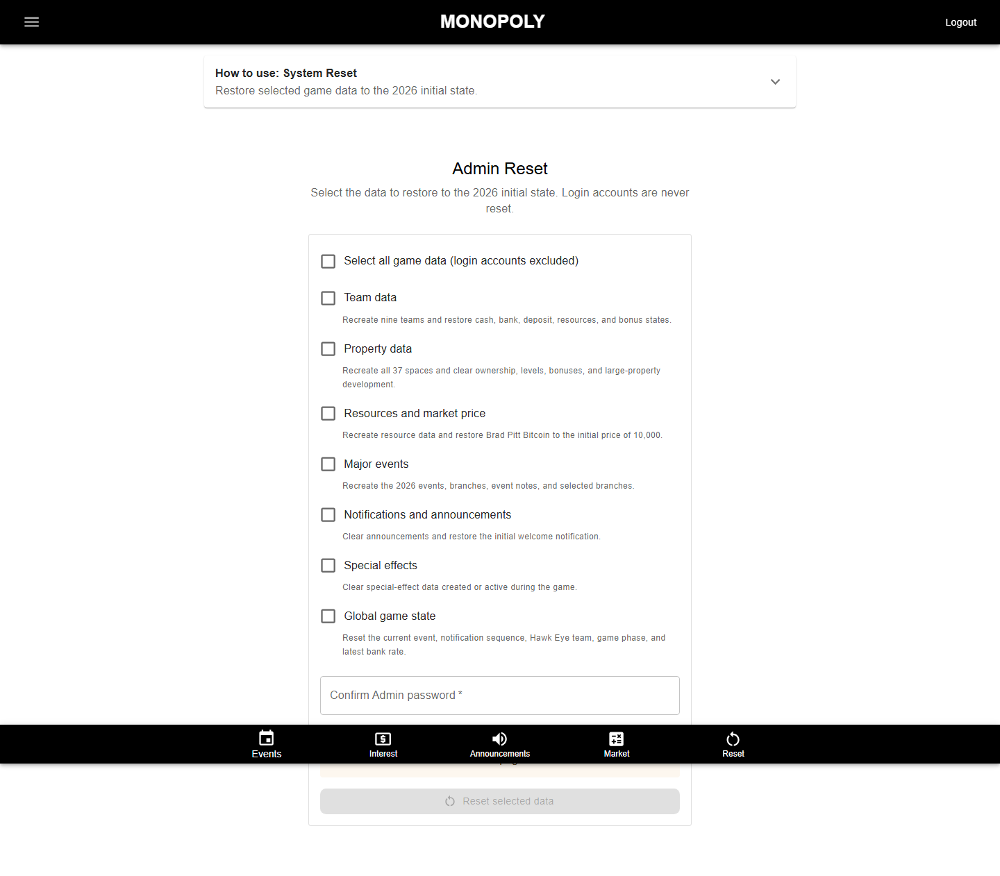 MONOPOLY
Logout
How to use: System Reset
Restore selected game data to the 2026 initial state.
Admin Reset
Select the data to restore to the 2026 initial state. Login accounts are never
reset.
Select all game data (login accounts excluded)
Team data
Recreate nine teams and restore cash, bank, deposit, resources, and bonus states.
Property data
Recreate all 37 spaces and clear ownership, levels, bonuses, and large-property
development.
Resources and market price
Recreate resource data and restore Brad Pitt Bitcoin to the initial price of 10,000.
Major events
Recreate the 2026 events, branches, event notes, and selected branches.
Notifications and announcements
Clear announcements and restore the initial welcome notification.
Special effects
Clear special-effect data created or active during the game.
Global game state
Reset the current event, notification sequence, Hawk Eye team, game phase, and
latest bank rate.
Confirm Admin password *
Events
Interest
Announcements
Market
Reset
Reset selected data